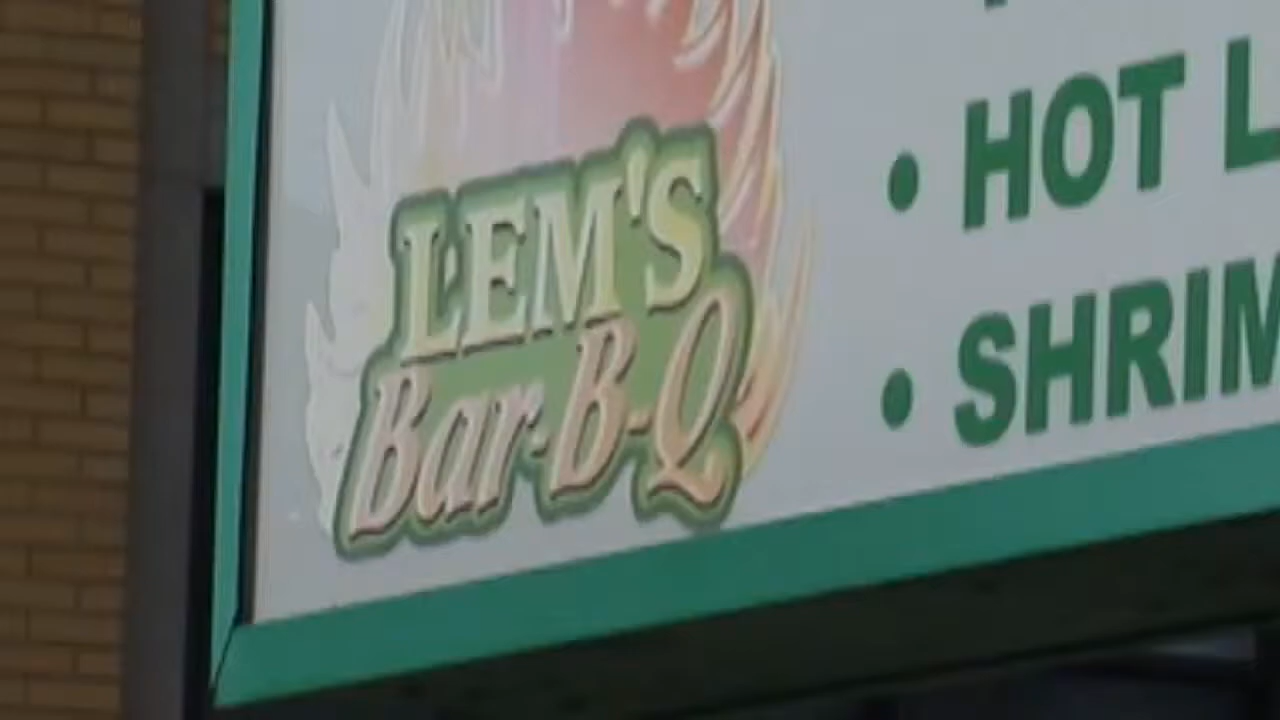 LEM'S
Bar-B-Q
• HOT L
• SHRIM